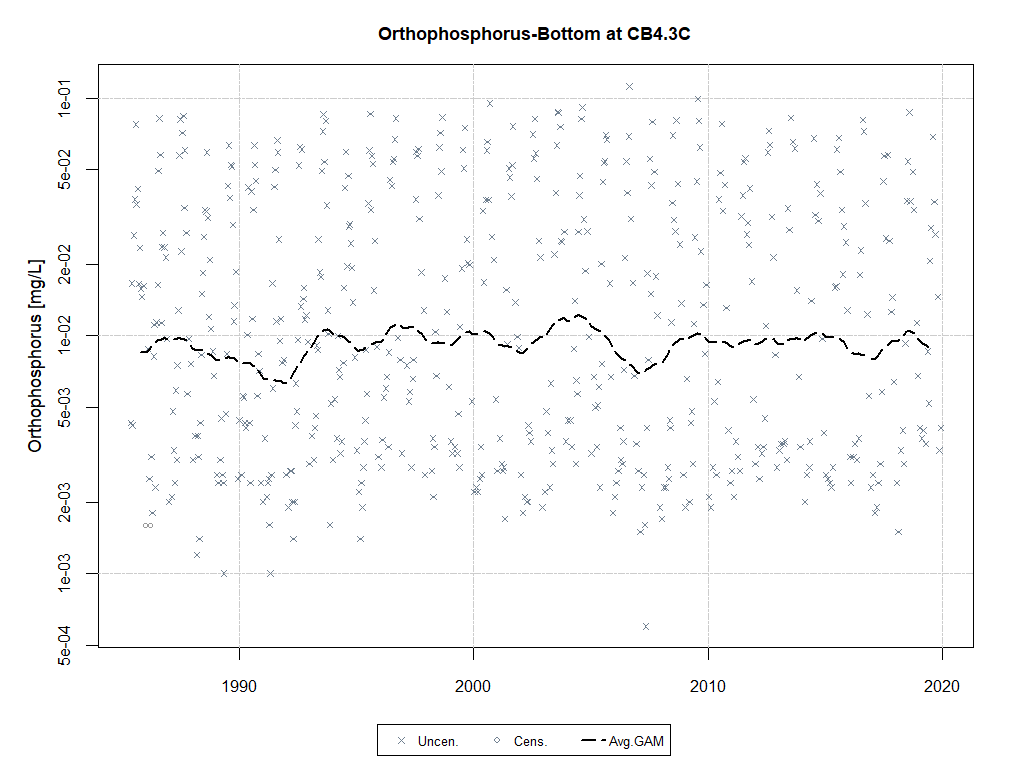 Orthophosphorus-Bottom at CB4.3C
Orthophosphorus [mg/L]
1e-01
5e-02
2e-02
1e-02
5e-03
2e-03
1e-03
5e-04
1990 2000 2010 2020
Uncen. Cens. Avg.GAM